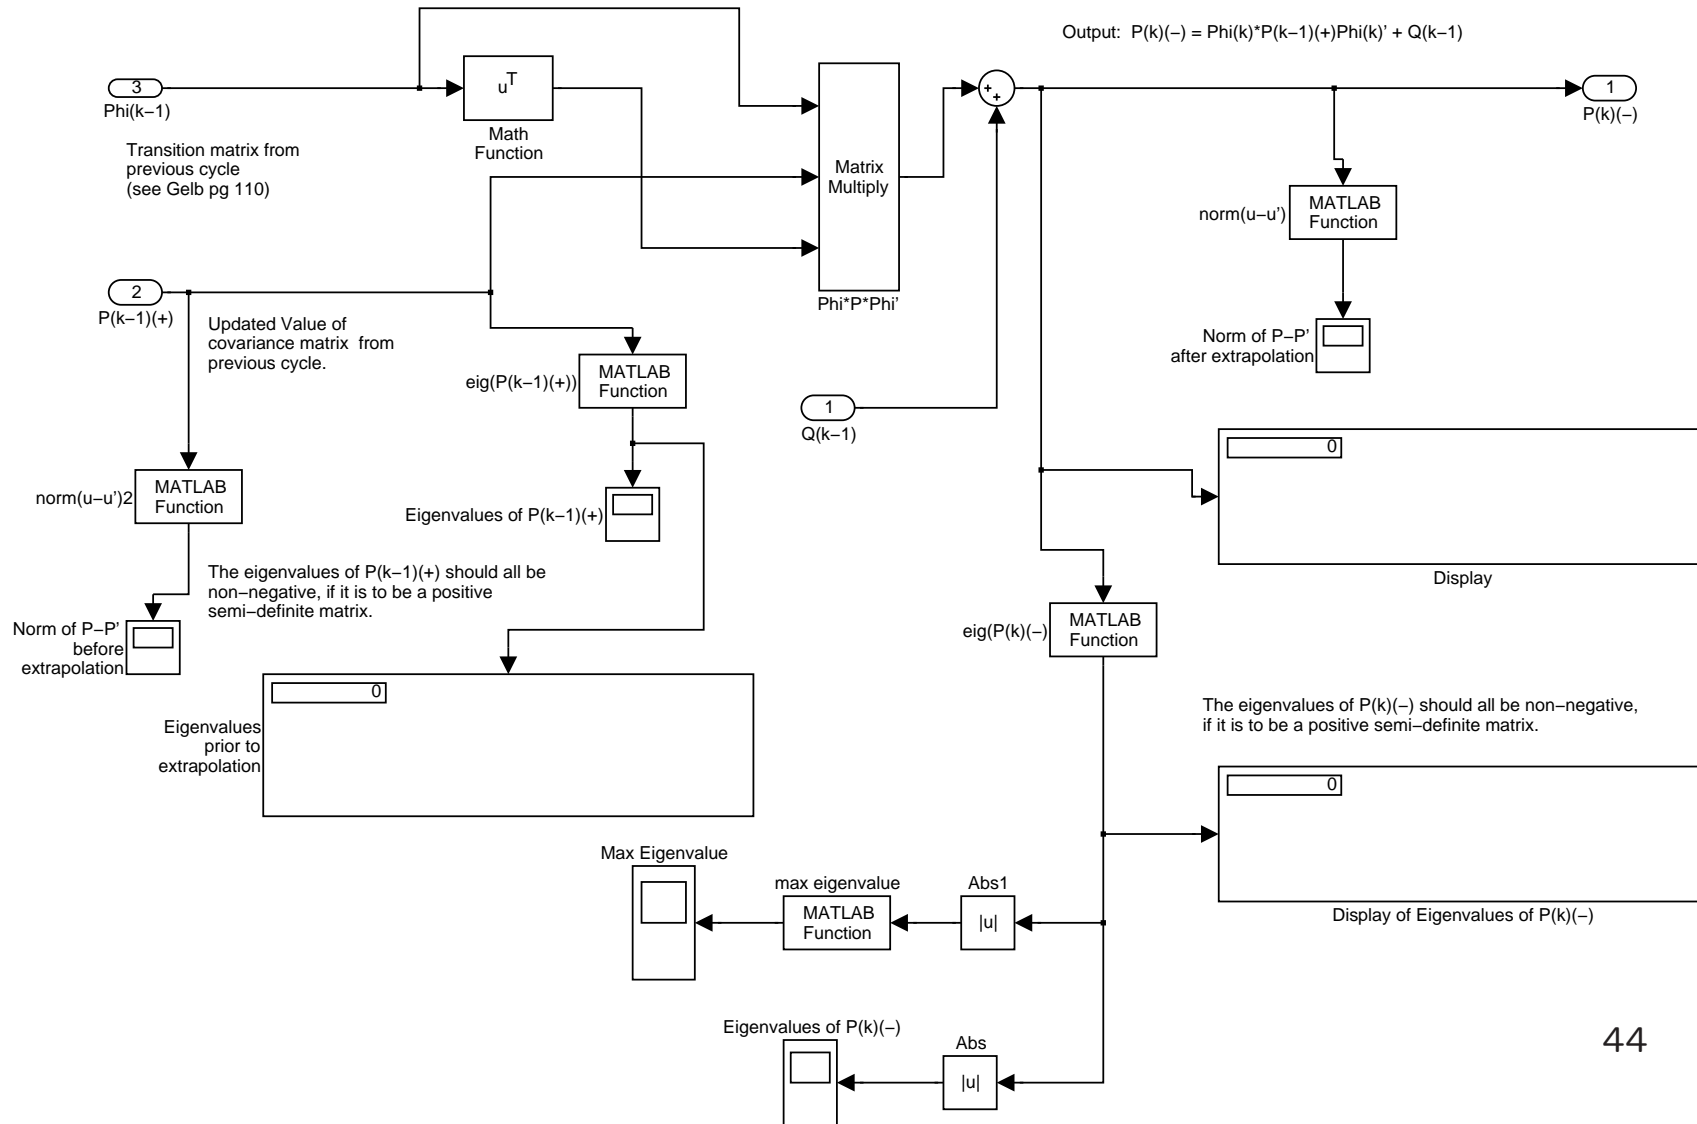 Output:  P(k)(−) = Phi(k)*P(k−1)(+)Phi(k)' + Q(k−1)
3
Phi(k−1)
u^T
Math
Function
Transition matrix from
previous cycle
(see Gelb pg 110)
Matrix
Multiply
Phi*P*Phi'
+
+
1
P(k)(−)
norm(u−u')
MATLAB
Function
Norm of P−P'
after extrapolation
2
P(k−1)(+)
Updated Value of
covariance matrix  from
previous cycle.
eig(P(k−1)(+))
MATLAB
Function
1
Q(k−1)
norm(u−u')2
MATLAB
Function
Eigenvalues of P(k−1)(+)
0
Display
The eigenvalues of P(k−1)(+) should all be
non−negative, if it is to be a positive
semi−definite matrix.
Norm of P−P'
before
extrapolation
eig(P(k)(−)
MATLAB
Function
0
Eigenvalues
prior to
extrapolation
The eigenvalues of P(k)(−) should all be non−negative,
if it is to be a positive semi−definite matrix.
0
Display of Eigenvalues of P(k)(−)
Max Eigenvalue
max eigenvalue
MATLAB
Function
Abs1
|u|
Eigenvalues of P(k)(−)
Abs
|u|
44